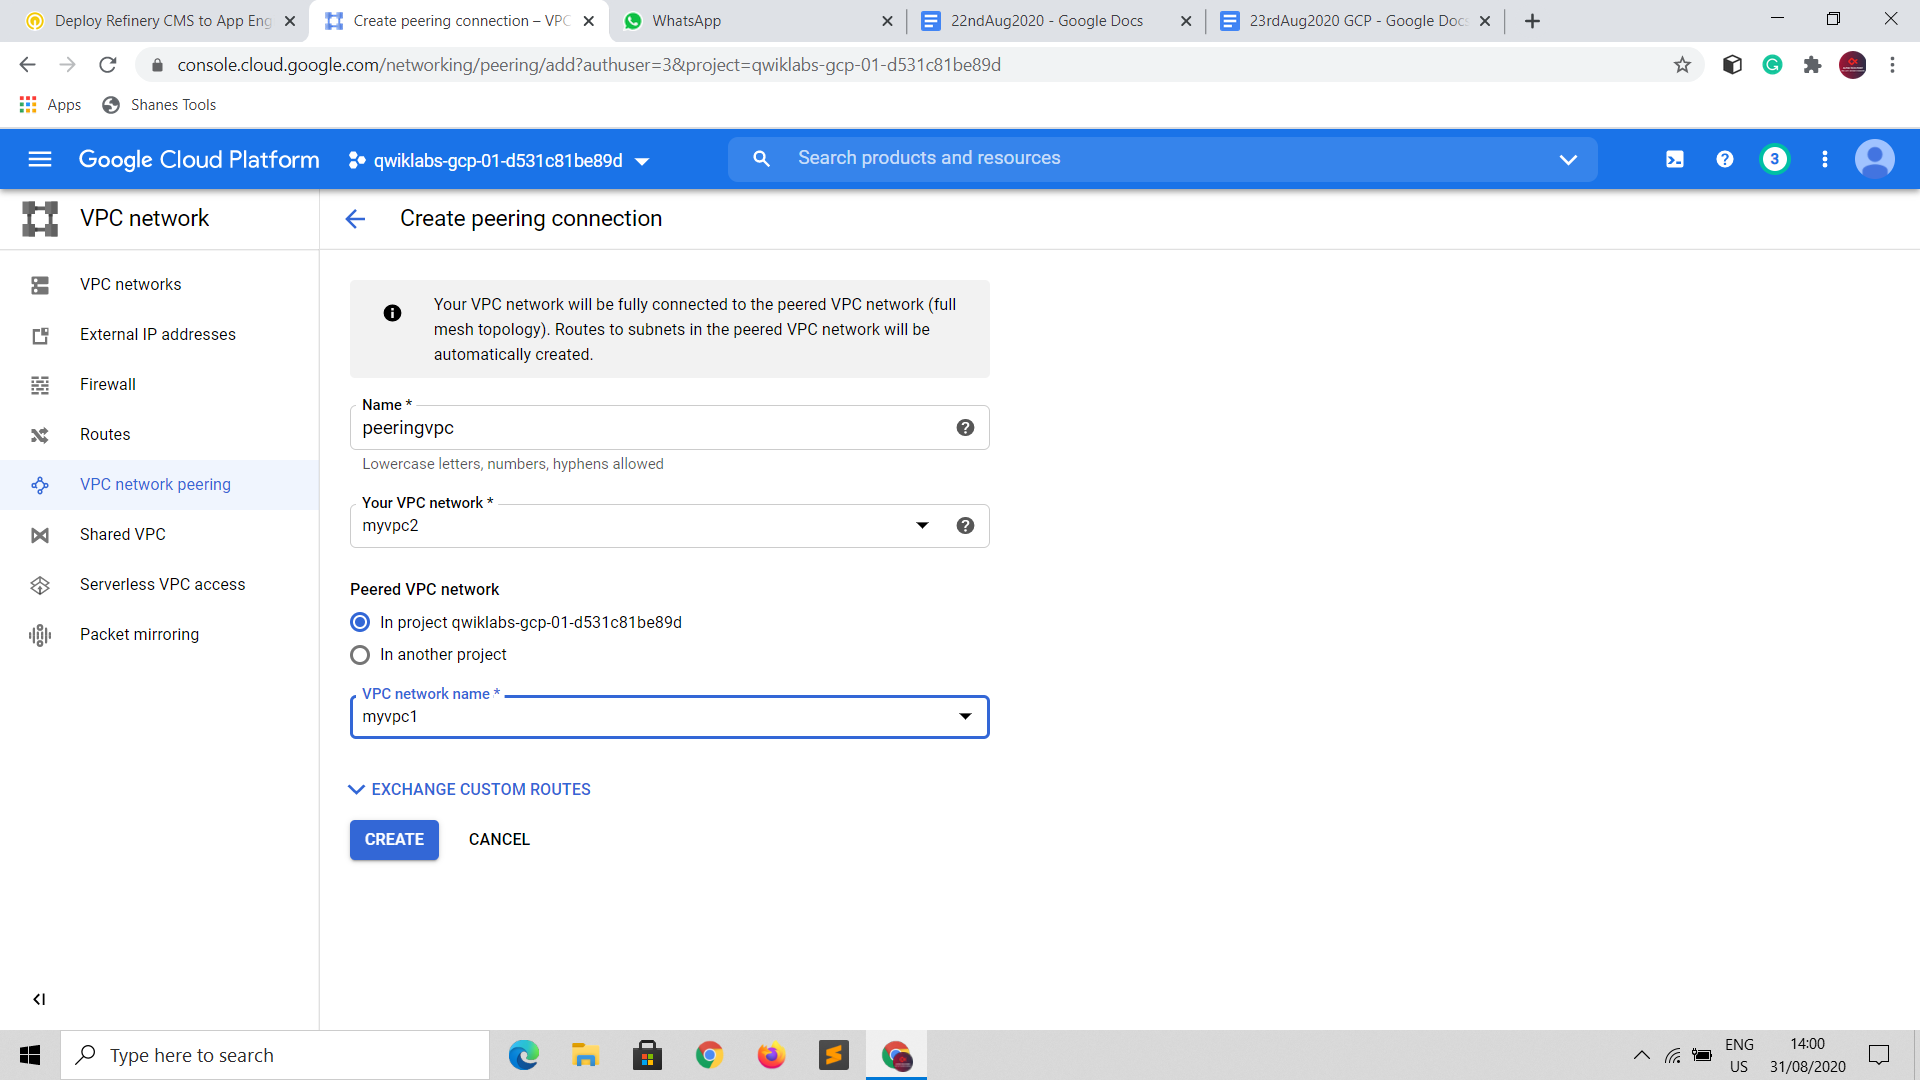 Deploy Refinery CMS to App Eng
Create peering connection – VPC
WhatsApp
22ndAug2020 - Google Docs
23rdAug2020 GCP - Google Docs
console.cloud.google.com/networking/peering/add?authuser=3&project=qwiklabs-gcp-01-d531c81be89d
Apps
Shanes Tools
Google Cloud Platform
qwiklabs-gcp-01-d531c81be89d
Search products and resources
3
VPC network
Create peering connection
VPC networks
External IP addresses
Firewall
Routes
VPC network peering
Shared VPC
Serverless VPC access
Packet mirroring
Your VPC network will be fully connected to the peered VPC network (full
mesh topology). Routes to subnets in the peered VPC network will be
automatically created.
Name *
peeringvpc
Lowercase letters, numbers, hyphens allowed
Your VPC network *
myvpc2
Peered VPC network
In project qwiklabs-gcp-01-d531c81be89d
In another project
VPC network name *
myvpc1
EXCHANGE CUSTOM ROUTES
CREATE
CANCEL
Type here to search
ENG
US
14:00
31/08/2020